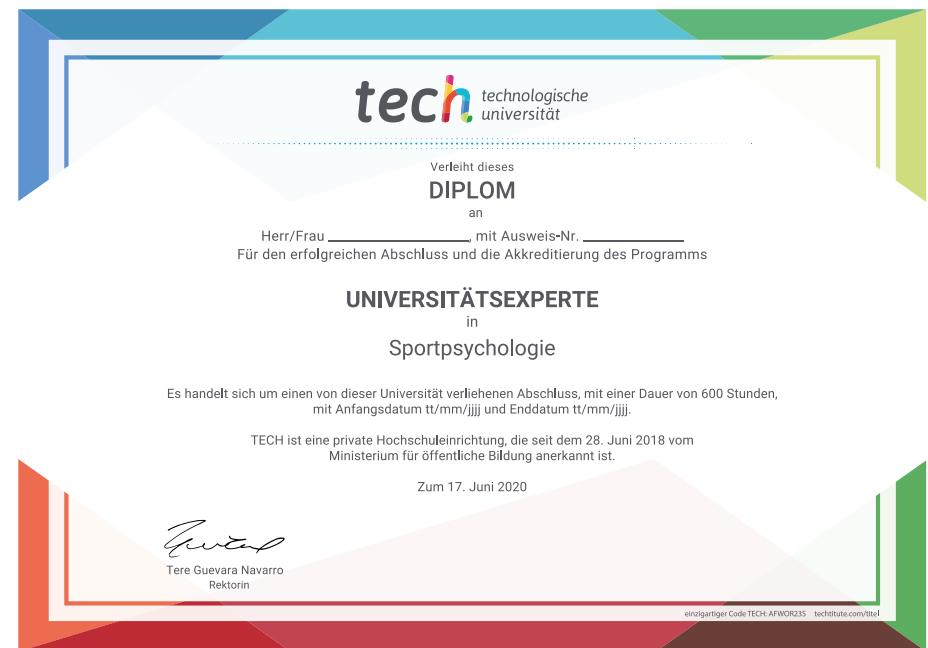 tech technologische
universität
Verleiht dieses
DIPLOM
an
Herr/Frau ____________________, mit Ausweis-Nr. ______________
Für den erfolgreichen Abschluss und die Akkreditierung des Programms
UNIVERSITÄTSEXPERTE
in
Sportpsychologie
Es handelt sich um einen von dieser Universität verliehenen Abschluss, mit einer Dauer von 600 Stunden,
mit Anfangsdatum tt/mm/jjjj und Enddatum tt/mm/jjjj.
TECH ist eine private Hochschuleinrichtung, die seit dem 28. Juni 2018 vom
Ministerium für öffentliche Bildung anerkannt ist.
Zum 17. Juni 2020
Tere Guevara Navarro
Rektorin
einzigartiger Code TECH: AFWOR23S techtitute.com/titel